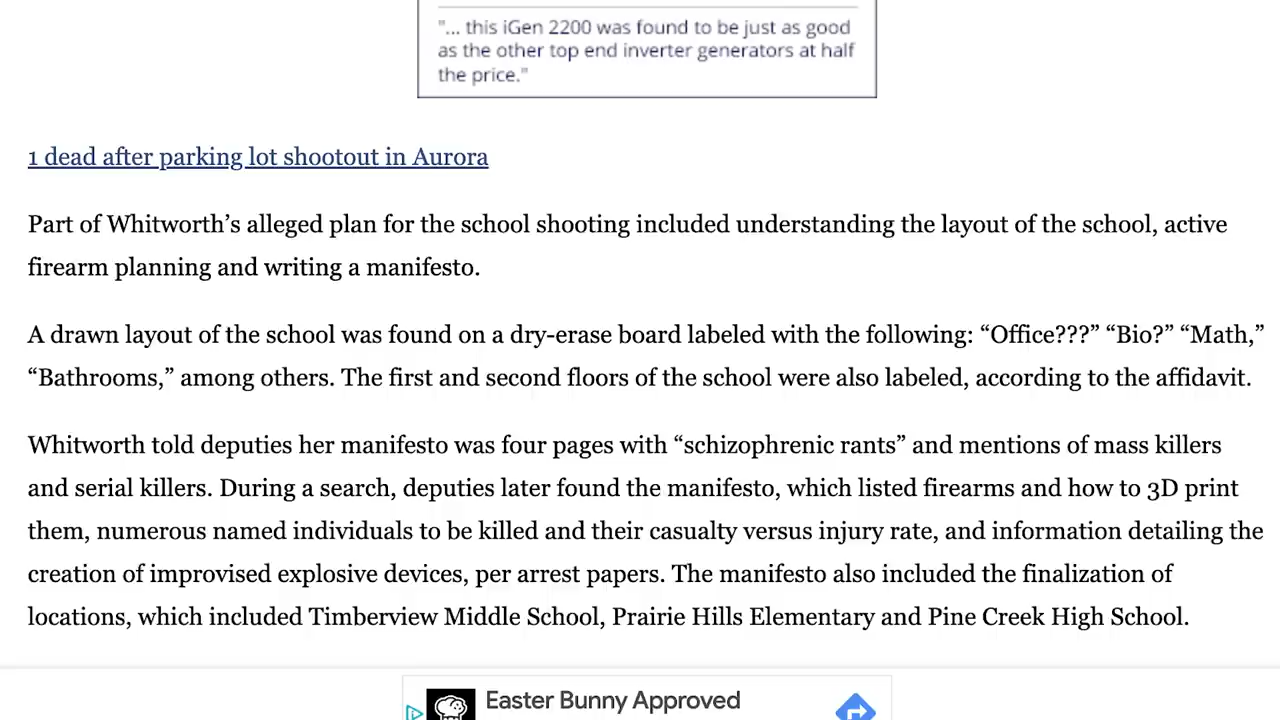 "... this iGen 2200 was found to be just as good
as the other top end inverter generators at half
the price."
1 dead after parking lot shootout in Aurora
Part of Whitworth’s alleged plan for the school shooting included understanding the layout of the school, active
firearm planning and writing a manifesto.
A drawn layout of the school was found on a dry-erase board labeled with the following: “Office???” “Bio?” “Math,”
“Bathrooms,” among others. The first and second floors of the school were also labeled, according to the affidavit.
Whitworth told deputies her manifesto was four pages with “schizophrenic rants” and mentions of mass killers
and serial killers. During a search, deputies later found the manifesto, which listed firearms and how to 3D print
them, numerous named individuals to be killed and their casualty versus injury rate, and information detailing the
creation of improvised explosive devices, per arrest papers. The manifesto also included the finalization of
locations, which included Timberview Middle School, Prairie Hills Elementary and Pine Creek High School.
Easter Bunny Approved